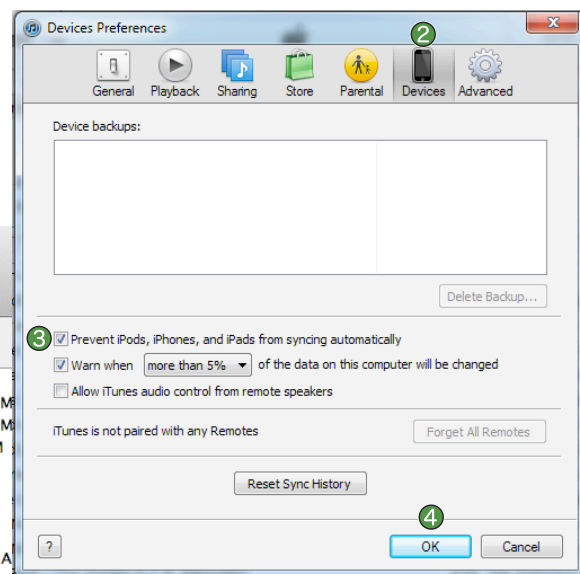 Devices Preferences
2
General Playback Sharing Store Parental Devices Advanced
Device backups:
Delete Backup...
3 Prevent iPods, iPhones, and iPads from syncing automatically
Warn when more than 5% of the data on this computer will be changed
Allow iTunes audio control from remote speakers
iTunes is not paired with any Remotes Forget All Remotes
Reset Sync History
4
? OK Cancel